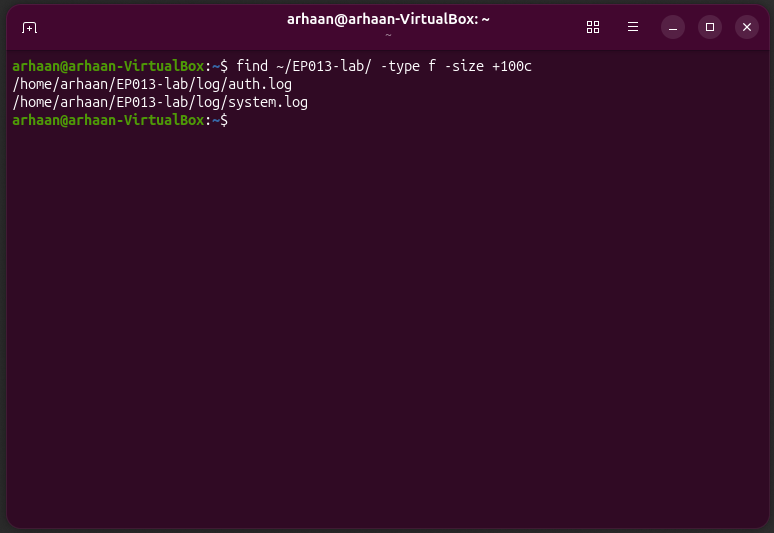 arhaan@arhaan-VirtualBox: ~
~
arhaan@arhaan-VirtualBox:~$ find ~/EP013-lab/ -type f -size +100c
/home/arhaan/EP013-lab/log/auth.log
/home/arhaan/EP013-lab/log/system.log
arhaan@arhaan-VirtualBox:~$